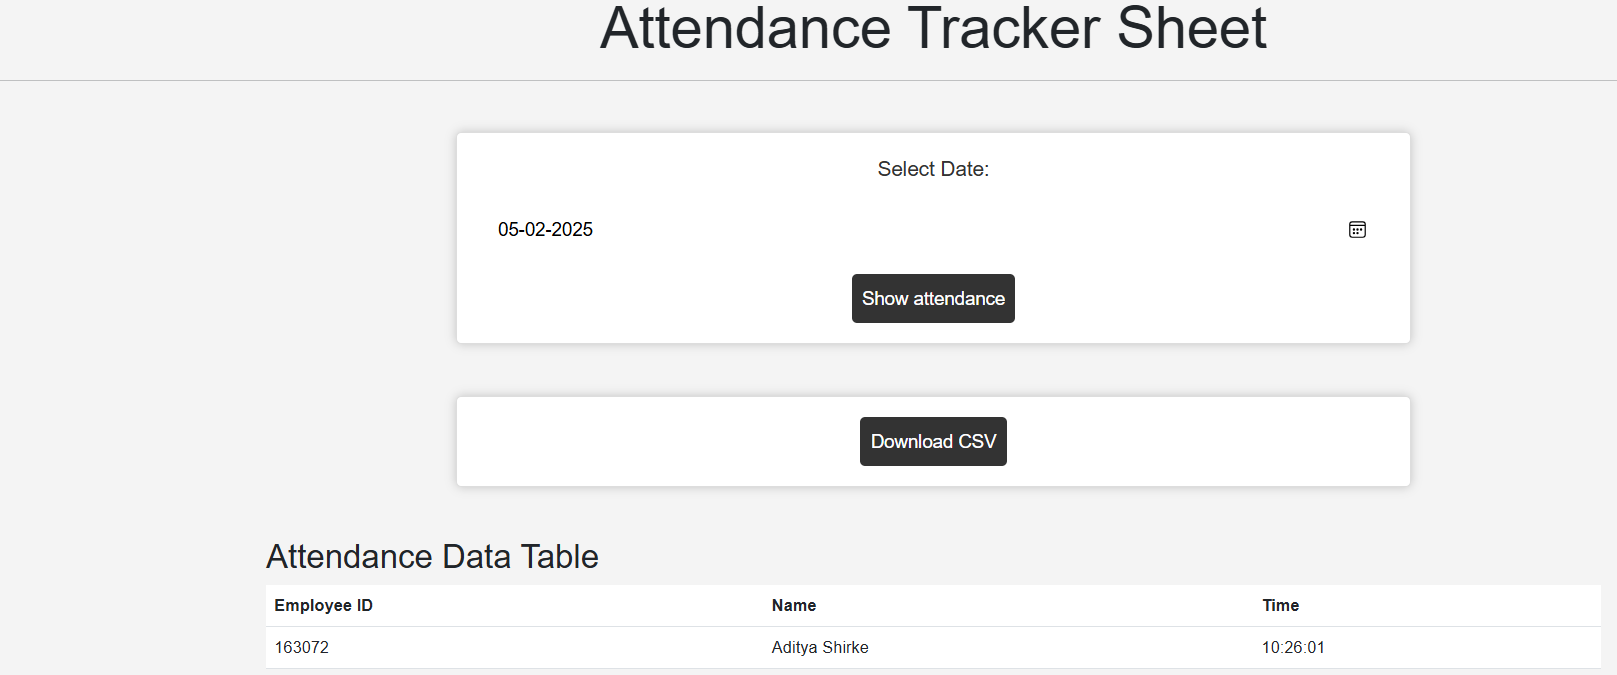 Attendance Tracker Sheet
Select Date:
05-02-2025
Show attendance
Download CSV
Attendance Data Table
Employee ID Name Time
163072 Aditya Shirke 10:26:01